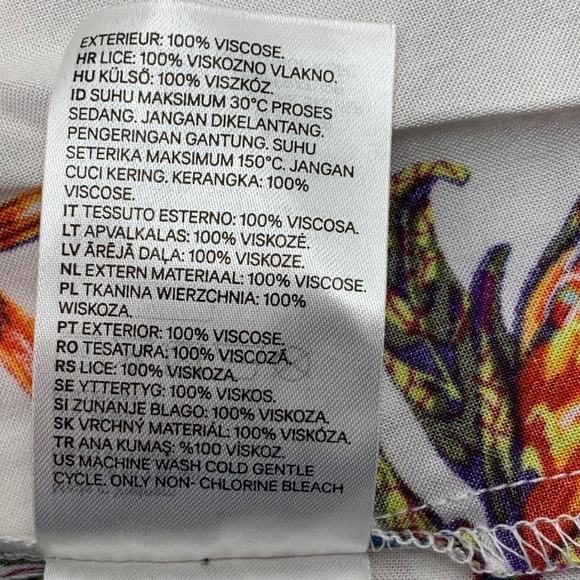 EXTERIEUR: 100% VISCOSE.
HR LICE: 100% VISKOZNO VLAKNO.
HU KÜLSŐ: 100% VISZKÓZ.
ID SUHU MAKSIMUM 30°C PROSES
SEDANG. JANGAN DIKELANTANG.
PENGERINGAN GANTUNG. SUHU
SETERIKA MAKSIMUM 150°C. JANGAN
CUCI KERING. KERANGKA: 100%
VISCOSE.
IT TESSUTO ESTERNO: 100% VISCOSA.
LT APVALKALAS: 100% VISKOZĖ.
LV ĀRĒJĀ DAĻA: 100% VISKOZE.
NL EXTERN MATERIAAL: 100% VISCOSE.
PL TKANINA WIERZCHNIA: 100%
WISKOZA.
PT EXTERIOR: 100% VISCOSE.
RO TESATURA: 100% VISCOZĂ.
RS LICE: 100% VISKOZA.
SE YTTERTYG: 100% VISKOS.
SI ZUNANJE BLAGO: 100% VISKOZA.
SK VRCHNÝ MATERIÁL: 100% VISKÓZA.
TR ANA KUMAŞ: %100 VİSKOZ.
US MACHINE WASH COLD GENTLE
CYCLE. ONLY NON- CHLORINE BLEACH